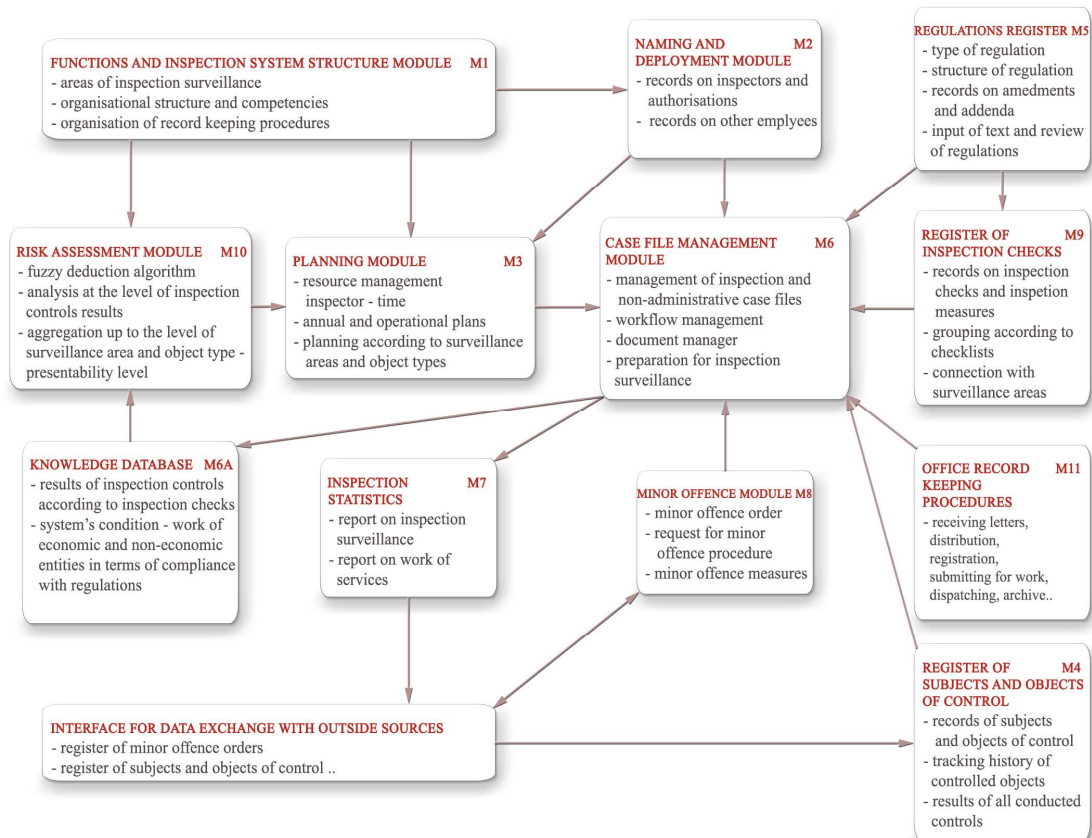 FUNCTIONS AND INSPECTION SYSTEM STRUCTURE MODULE M1
- areas of inspection surveillance
- organisational structure and competencies
- organisation of record keeping procedures
NAMING AND M2
DEPLOYMENT MODULE
- records on inspectors and
authorisations
- records on other emplyees
REGULATIONS REGISTER M5
- type of regulation
- structure of regulation
- records on amedments
and addenda
- input of text and review
of regulations
RISK ASSESSMENT MODULE M10
- fuzzy deduction algorithm
- analysis at the level of inspection
controls results
- aggregation up to the level of
surveillance area and object type -
presentability level
PLANNING MODULE M3
- resource management
inspector - time
- annual and operational plans
- planning according to surveillance
areas and object types
CASE FILE MANAGEMENT M6
MODULE
- management of inspection and
non-administrative case files
- workflow management
- document manager
- preparation for inspection
surveillance
REGISTER OF M9
INSPECTION CHECKS
- records on inspection
checks and inspetion
measures
- grouping according to
checklists
- connection with
surveillance areas
KNOWLEDGE DATABASE M6A
- results of inspection controls
according to inspection checks
- system's condition - work of
economic and non-economic
entities in terms of compliance
with regulations
INSPECTION M7
STATISTICS
- report on inspection
surveillance
- report on work of
services
MINOR OFFENCE MODULE M8
- minor offence order
- request for minor
offence procedure
- minor offence measures
OFFICE RECORD M11
KEEPING
PROCEDURES
- receiving letters,
distribution,
registration,
submitting for work,
dispatching, archive..
INTERFACE FOR DATA EXCHANGE WITH OUTSIDE SOURCES
- register of minor offence orders
- register of subjects and objects of control ..
REGISTER OF M4
SUBJECTS AND OBJECTS
OF CONTROL
- records of subjects
and objects of control
- tracking history of
controlled objects
- results of all conducted
controls